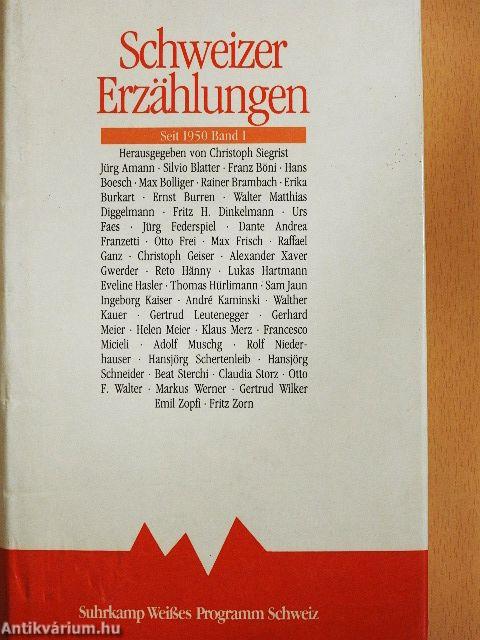 Schweizer
Erzählungen
Seit 1950 Band 1
Herausgegeben von Christoph Siegrist
Jürg Amann · Silvio Blatter · Franz Böni · Hans
Boesch · Max Bolliger · Rainer Brambach · Erika
Burkart · Ernst Burren · Walter Matthias
Diggelmann · Fritz H. Dinkelmann · Urs
Faes · Jürg Federspiel · Dante Andrea
Franzetti · Otto Frei · Max Frisch · Raffael
Ganz · Christoph Geiser · Alexander Xaver
Gwerder · Reto Hänny · Lukas Hartmann
Eveline Hasler · Thomas Hürlimann · Sam Jaun
Ingeborg Kaiser · André Kaminski · Walther
Kauer · Gertrud Leutenegger · Gerhard
Meier · Helen Meier · Klaus Merz · Francesco
Micieli · Adolf Muschg · Rolf Nieder-
hauser · Hansjörg Schertenleib · Hansjörg
Schneider · Beat Sterchi · Claudia Storz · Otto
F. Walter · Markus Werner · Gertrud Wilker
Emil Zopfi · Fritz Zorn
Suhrkamp Weißes Programm Schweiz
Antikvárium.hu